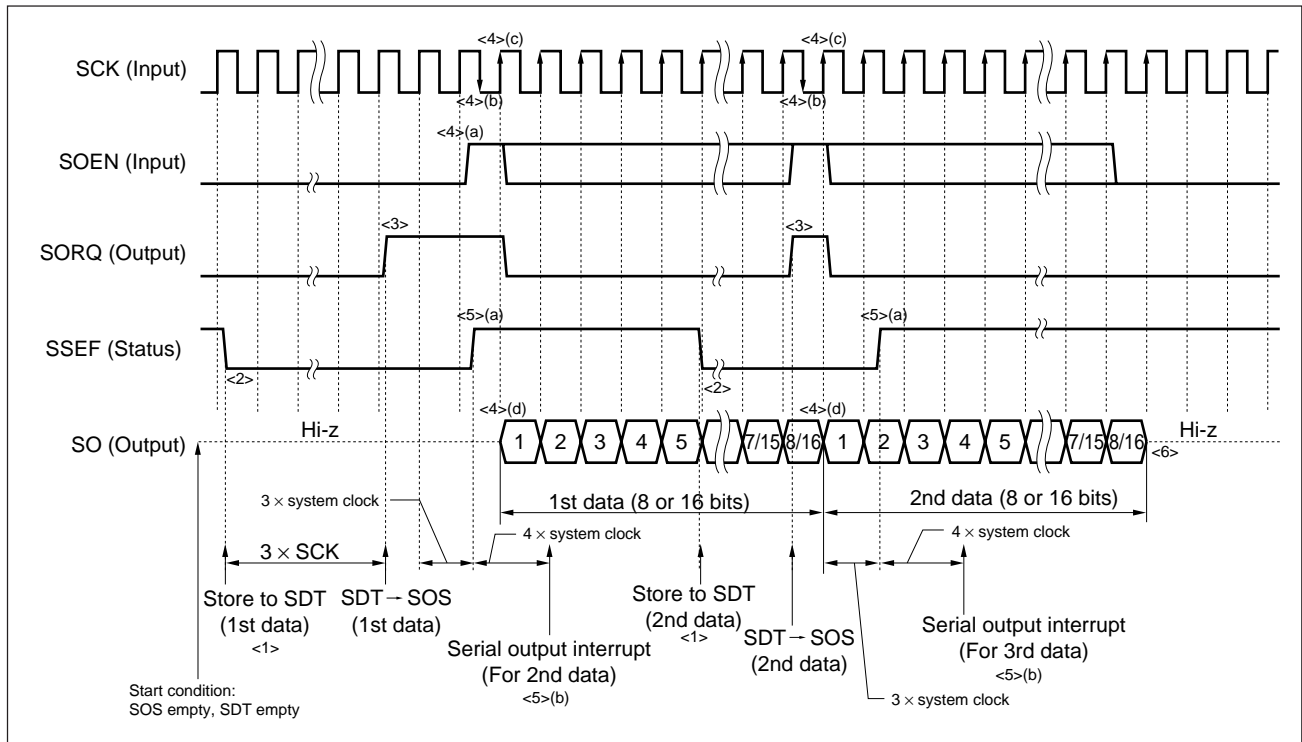 <4>(c)
<4>(c)
SCK (Input)
<4>(b)
<4>(b)
<4>(a)
SOEN (Input)
<3>
<3>
SORQ (Output)
<5>(a)
<5>(a)
SSEF (Status)
<2>
<2>
<4>(d)
<4>(d)
SO (Output)
Hi-z
1
2
3
4
5
7/15
8/16
1
2
3
4
5
7/15
8/16
Hi-z
<6>
3 × system clock
1st data (8 or 16 bits)
2nd data (8 or 16 bits)
4 × system clock
4 × system clock
3 × SCK
Store to SDT
(1st data)
<1>
SDT → SOS
(1st data)
Serial output interrupt
(For 2nd data)
<5>(b)
Store to SDT
(2nd data)
<1>
SDT → SOS
(2nd data)
Serial output interrupt
(For 3rd data)
<5>(b)
3 × system clock
Start condition:
SOS empty, SDT empty